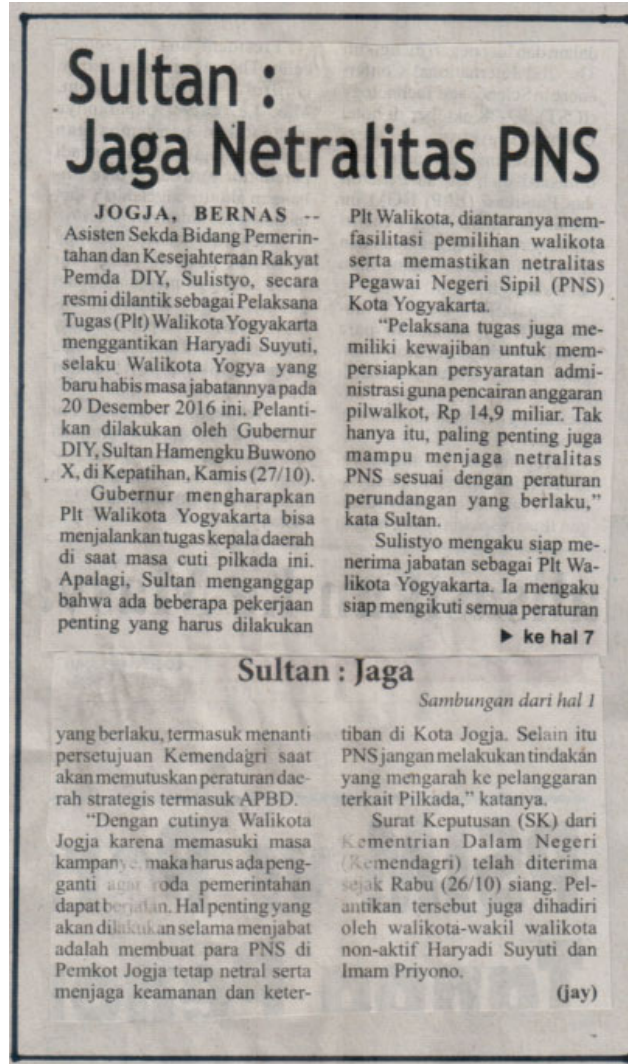 Sultan :
Jaga Netralitas PNS
JOGJA, BERNAS --
Asisten Sekda Bidang Pemerin-
tahan dan Kesejahteraan Rakyat
Pemda DIY, Sulistyo, secara
resmi dilantik sebagai Pelaksana
Tugas (Plt) Walikota Yogyakarta
menggantikan Haryadi Suyuti,
selaku Walikota Yogya yang
baru habis masa jabatannya pada
20 Desember 2016 ini. Pelanti-
kan dilakukan oleh Gubernur
DIY, Sultan Hamengku Buwono
X, di Kepatihan, Kamis (27/10).
Gubernur mengharapkan
Plt Walikota Yogyakarta bisa
menjalankan tugas kepala daerah
di saat masa cuti pilkada ini.
Apalagi, Sultan menganggap
bahwa ada beberapa pekerjaan
penting yang harus dilakukan
Plt Walikota, diantaranya mem-
fasilitasi pemilihan walikota
serta memastikan netralitas
Pegawai Negeri Sipil (PNS)
Kota Yogyakarta.
“Pelaksana tugas juga me-
miliki kewajiban untuk mem-
persiapkan persyaratan admi-
nistrasi guna pencairan anggaran
pilwalkot, Rp 14,9 miliar. Tak
hanya itu, paling penting juga
mampu menjaga netralitas
PNS sesuai dengan peraturan
perundangan yang berlaku,”
kata Sultan.
Sulistyo mengaku siap me-
nerima jabatan sebagai Plt Wa-
likota Yogyakarta. Ia mengaku
siap mengikuti semua peraturan
▶ ke hal 7
Sultan : Jaga
Sambungan dari hal 1
yang berlaku, termasuk menanti
persetujuan Kemendagri saat
akan memutuskan peraturan dae-
rah strategis termasuk APBD.
“Dengan cutinya Walikota
Jogja karena memasuki masa
kampanye, maka harus ada peng-
ganti agar roda pemerintahan
dapat berjalan. Hal penting yang
akan dilakukan selama menjabat
adalah membuat para PNS di
Pemkot Jogja tetap netral serta
menjaga keamanan dan keter-
tiban di Kota Jogja. Selain itu
PNS jangan melakukan tindakan
yang mengarah ke pelanggaran
terkait Pilkada,” katanya.
Surat Keputusan (SK) dari
Kementrian Dalam Negeri
(Kemendagri) telah diterima
sejak Rabu (26/10) siang. Pel-
antikan tersebut juga dihadiri
oleh walikota-wakil walikota
non-aktif Haryadi Suyuti dan
Imam Priyono.
(jay)